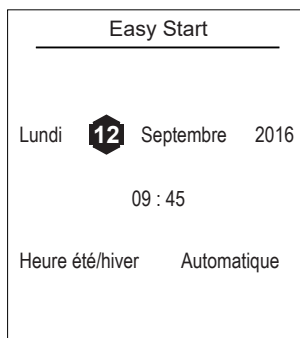 Easy Start
Lundi 12 Septembre 2016
09 : 45
Heure été/hiver Automatique